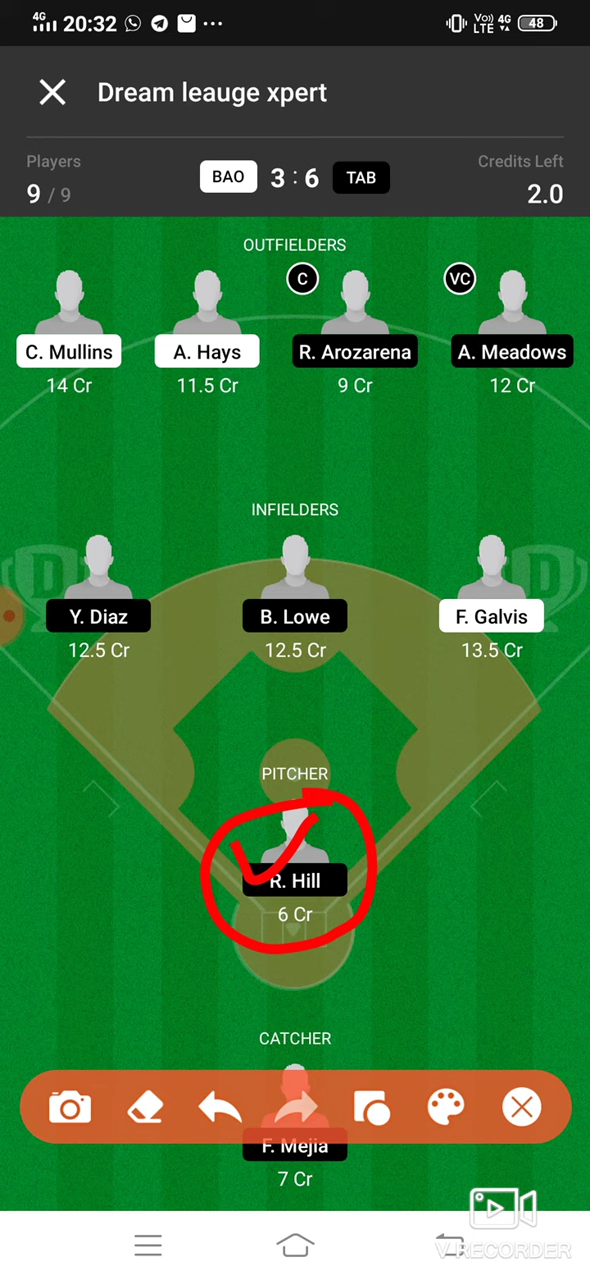 4G 20:32 ... Vo)) LTE 4G 48
Dream leauge xpert
Players Credits Left
9 / 9 BAO 3 : 6 TAB 2.0
OUTFIELDERS
C VC
C. Mullins A. Hays R. Arozarena A. Meadows
14 Cr 11.5 Cr 9 Cr 12 Cr
INFIELDERS
D D
Y. Diaz B. Lowe F. Galvis
12.5 Cr 12.5 Cr 13.5 Cr
PITCHER
R. Hill
6 Cr
CATCHER
F. Mejia
7 Cr
V RECORDER